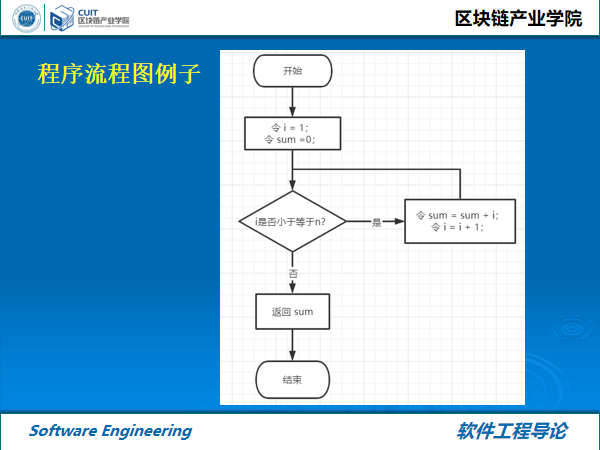 CUIT
区块链产业学院
区块链产业学院
程序流程图例子
开始
令 i = 1；
令 sum =0；
i是否小于等于n?
是
令 sum = sum + i；
令 i = i + 1；
否
返回 sum
结束
Software Engineering
软件工程导论